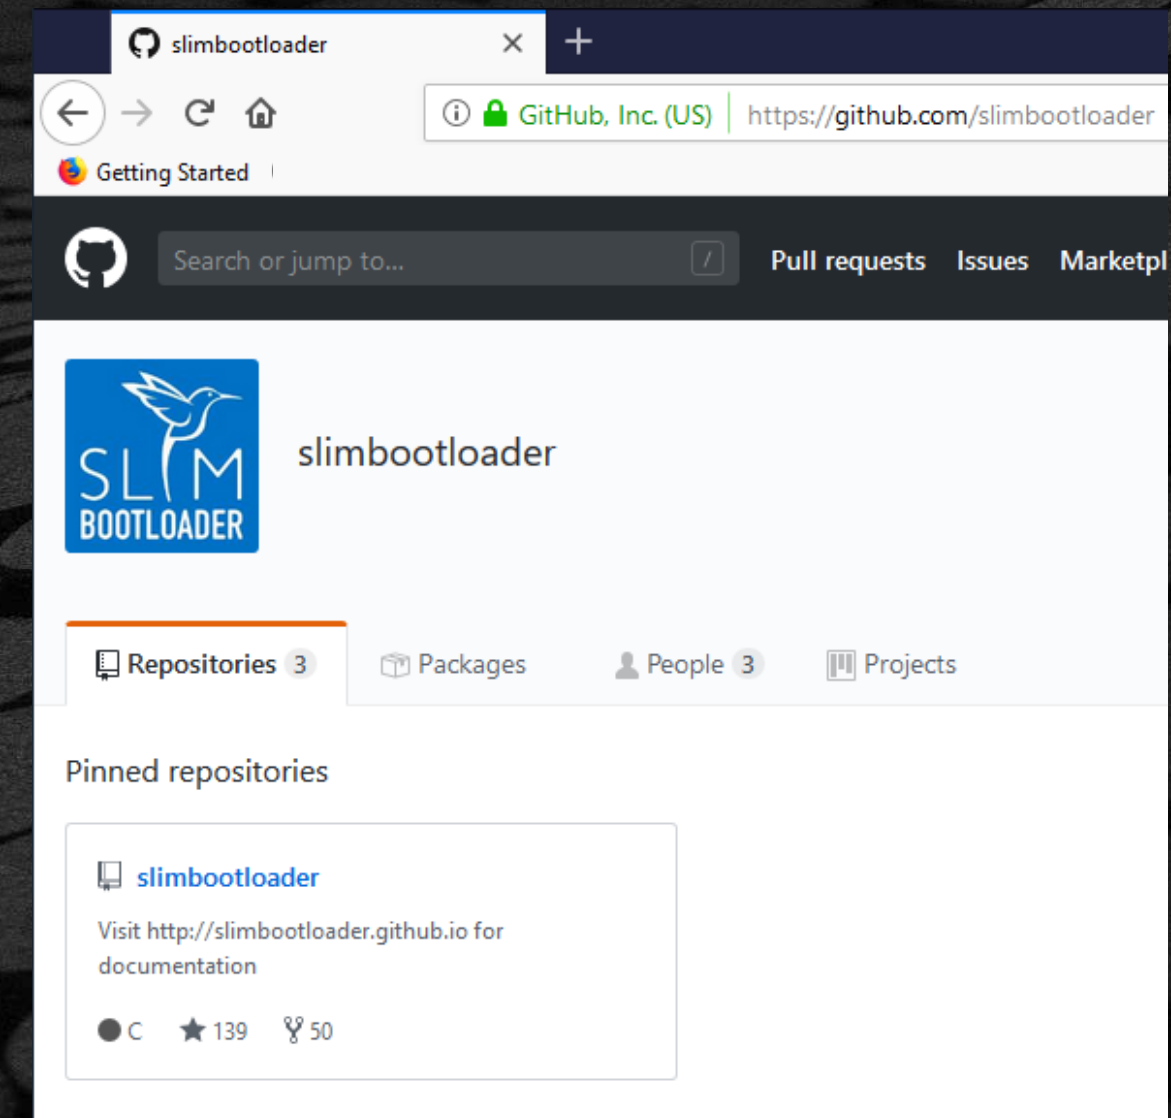 slimbootloader
GitHub, Inc. (US) https://github.com/slimbootloader
Getting Started
Search or jump to... / Pull requests Issues Marketpl
SLIM
BOOTLOADER
slimbootloader
Repositories 3 Packages People 3 Projects
Pinned repositories
slimbootloader
Visit http://slimbootloader.github.io for
documentation
C 139 50